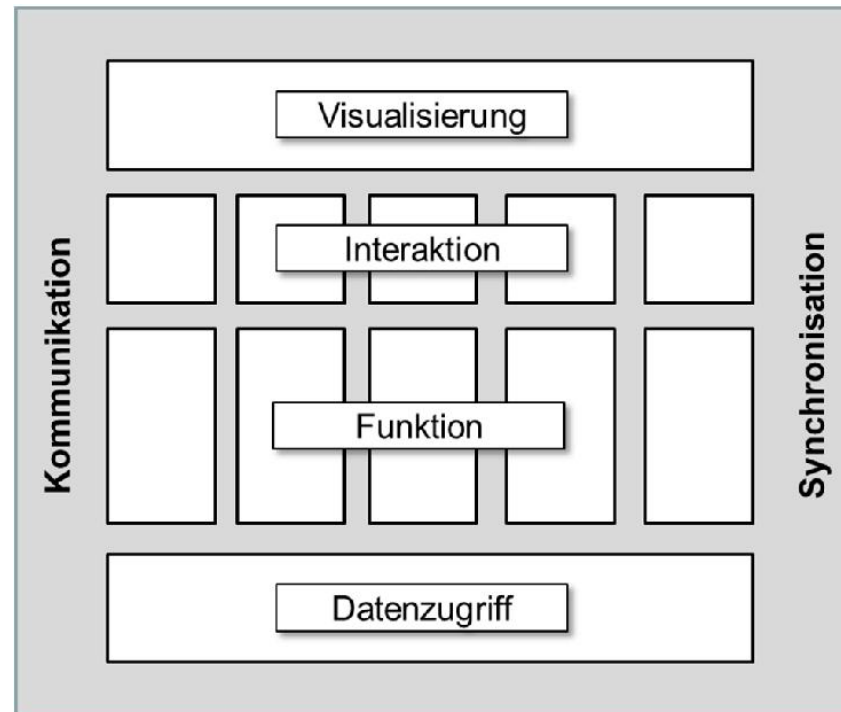 Visualisierung
Kommunikation
Interaktion
Synchronisation
Funktion
Datenzugriff